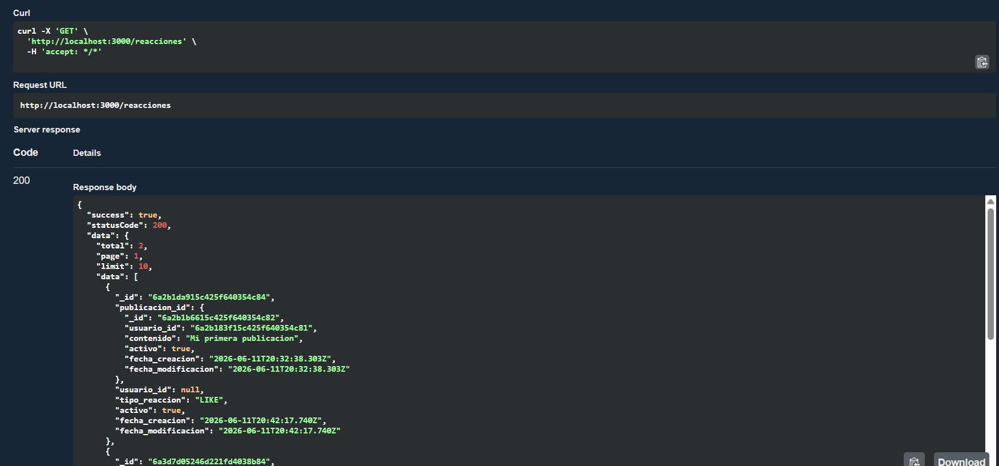 Curl
curl -X 'GET' \
  'http://localhost:3000/reacciones' \
  -H 'accept: */*'
Request URL
http://localhost:3000/reacciones
Server response
Code Details
200
Response body
{
  "success": true,
  "statusCode": 200,
  "data": {
    "total": 2,
    "page": 1,
    "limit": 10,
    "data": [
      {
        "_id": "6a2b1da915c425f640354c84",
        "publicacion_id": {
          "_id": "6a2b1b6615c425f640354c82",
          "usuario_id": "6a2b183f15c425f640354c81",
          "contenido": "Mi primera publicacion",
          "activo": true,
          "fecha_creacion": "2026-06-11T20:32:38.303Z",
          "fecha_modificacion": "2026-06-11T20:32:38.303Z"
        },
        "usuario_id": null,
        "tipo_reaccion": "LIKE",
        "activo": true,
        "fecha_creacion": "2026-06-11T20:42:17.740Z",
        "fecha_modificacion": "2026-06-11T20:42:17.740Z"
      },
      {
        "_id": "6a3d7d05246d221fd4038b84",
Download